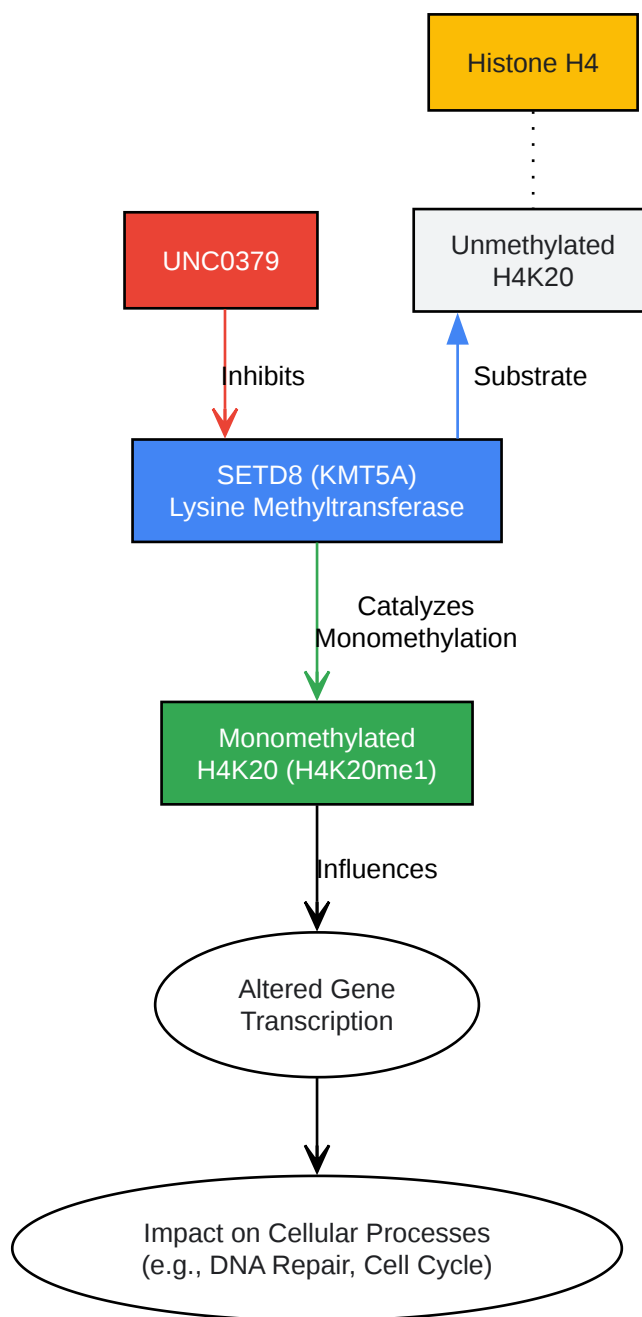 Histone H4
UNC0379
Unmethylated
H4K20
Inhibits
Substrate
SETD8 (KMT5A)
Lysine Methyltransferase
Catalyzes
Monomethylation
Monomethylated
H4K20 (H4K20me1)
Influences
Altered Gene
Transcription
Impact on Cellular Processes
(e.g., DNA Repair, Cell Cycle)